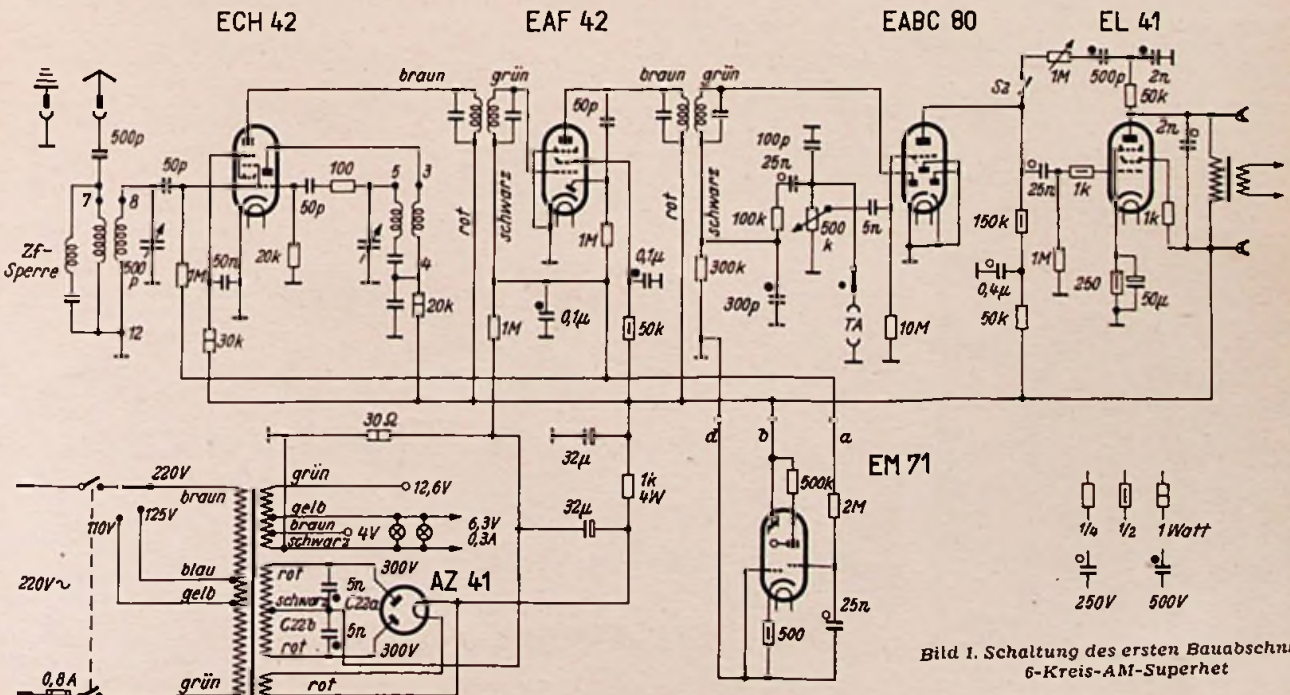 ECH 42
EAF 42
EABC 80
EL 41
braun
grün
braun
grün
S2
1M
500p
2n
50k
2n
500p
50p
50p
100p
25n
7
8
50p
100
5
3
25n
1k
1k
Zf-
Sperre
500
p
1M
50n
20k
4
rot
schwarz
1M
0,1µ
rot
schwarz
100k
500
k
5n
150k
1M
250
50µ
12
30k
20k
1M
0,1µ
50k
300k
300p
TA
10M
0,4µ
50k
30Ω
32µ
d
b
a
EM 71
220V
braun
grün
12,6V
1k
4W
500k
2M
110V
125V
gelb
braun
4V
schwarz
6,3V
0,3A
32µ
1/4
1/2
1Watt
220V~
blau
gelb
rot
300V
AZ 41
5n
schwarz
C22a
C22b
5n
rot
300V
25n
500
250V
500V
0,8A
grün
rot
Bild 1. Schaltung des ersten Bauabschni
6-Kreis-AM-Superhet